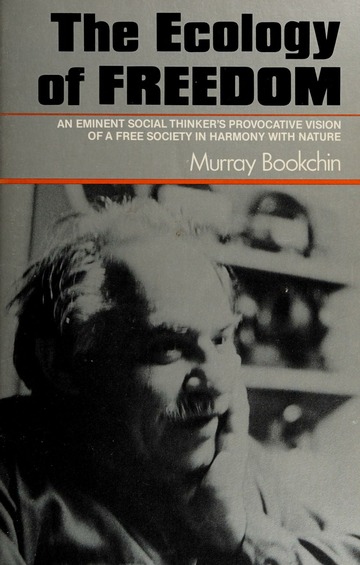 The Ecology
of FREEDOM
AN EMINENT SOCIAL THINKER'S PROVOCATIVE VISION
OF A FREE SOCIETY IN HARMONY WITH NATURE
Murray Bookchin